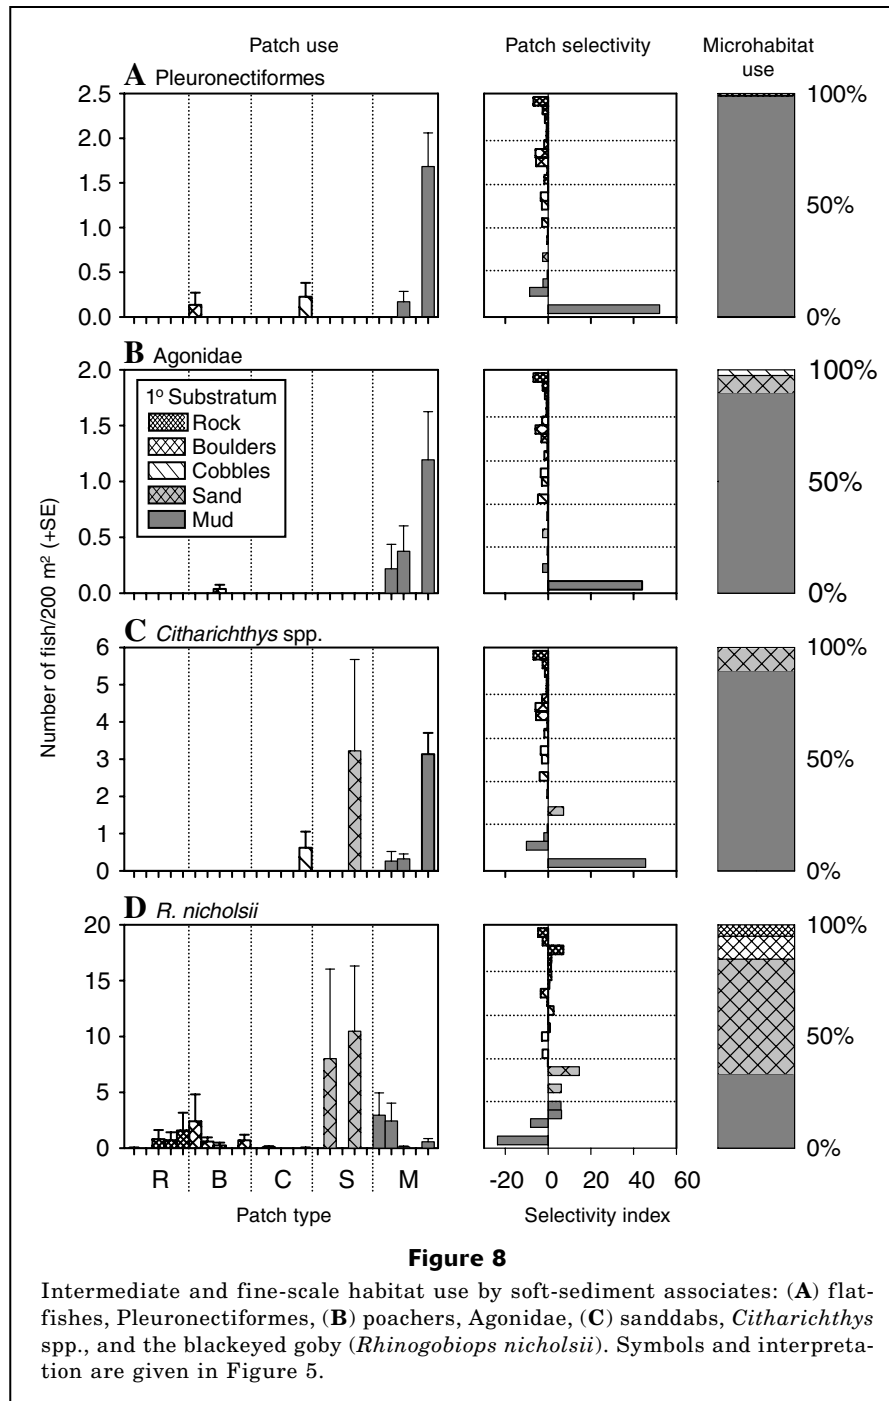 Patch use
Patch selectivity
Microhabitat
use
A Pleuronectiformes
2.5
2.0
1.5
1.0
0.5
0.0
100%
50%
0%
B Agonidae
2.0
1.5
1.0
0.5
0.0
1º Substratum
Rock
Boulders
Cobbles
Sand
Mud
100%
50%
0%
Number of fish/200 m² (+SE)
C Citharichthys spp.
6
5
4
3
2
1
0
100%
50%
0%
D R. nicholsii
20
15
10
5
0
R B C S M
Patch type
-20 0 20 40 60
Selectivity index
100%
50%
0%
Figure 8
Intermediate and fine-scale habitat use by soft-sediment associates: (A) flat-
fishes, Pleuronectiformes, (B) poachers, Agonidae, (C) sanddabs, Citharichthys
spp., and the blackeyed goby (Rhinogobiops nicholsii). Symbols and interpreta-
tion are given in Figure 5.